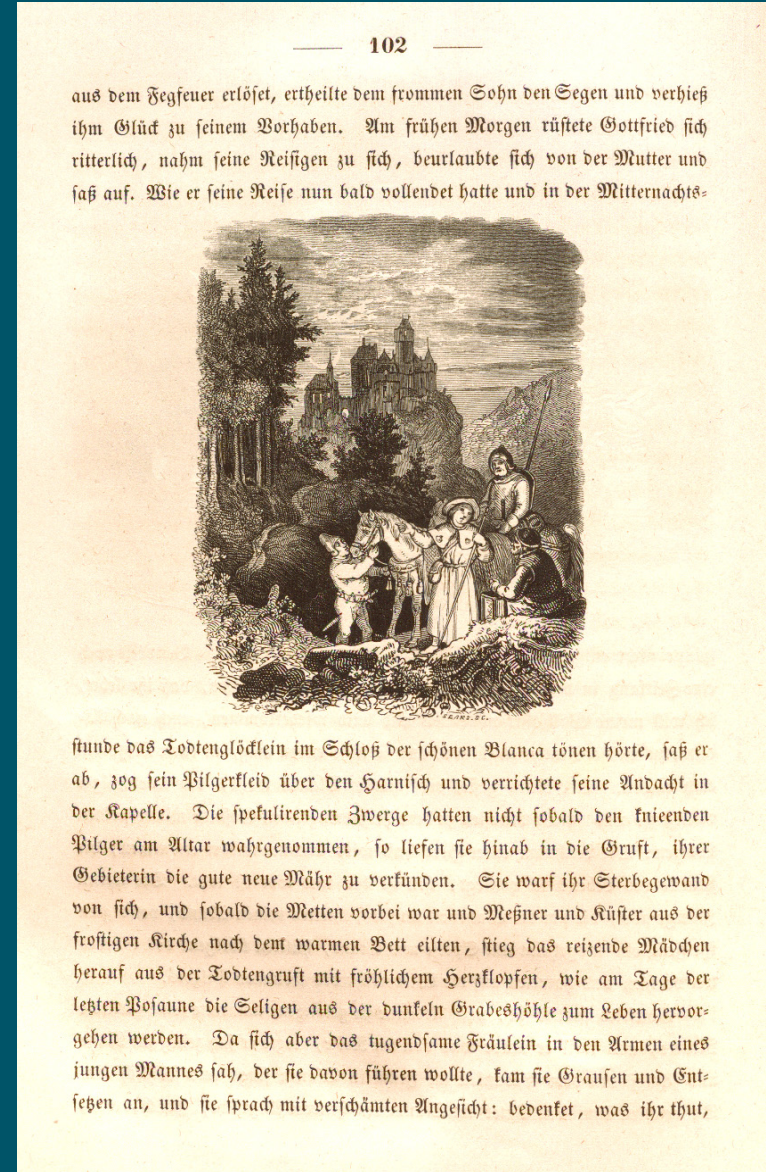 102
aus dem Fegfeuer erlöset, ertheilte dem frommen Sohn den Segen und verhieß
ihm Glück zu seinem Vorhaben. Am frühen Morgen rüstete Gottfried sich
ritterlich, nahm seine Reisigen zu sich, beurlaubte sich von der Mutter und
saß auf. Wie er seine Reise nun bald vollendet hatte und in der Mitternachts-
stunde das Todtenglöcklein im Schloß der schönen Blanca tönen hörte, saß er
ab, zog sein Pilgerkleid über den Harnisch und verrichtete seine Andacht in
der Kapelle. Die spekulirenden Zwerge hatten nicht sobald den knieenden
Pilger am Altar wahrgenommen, so liefen sie hinab in die Gruft, ihrer
Gebieterin die gute neue Mähr zu verkünden. Sie warf ihr Sterbegewand
von sich, und sobald die Metten vorbei war und Meßner und Küster aus der
frostigen Kirche nach dem warmen Bett eilten, stieg das reizende Mädchen
herauf aus der Todtengruft mit fröhlichem Herzklopfen, wie am Tage der
letzten Posaune die Seligen aus der dunkeln Grabeshöhle zum Leben hervor-
gehen werden. Da sich aber das tugendsame Fräulein in den Armen eines
jungen Mannes sah, der sie davon führen wollte, kam sie Grausen und Ent-
setzen an, und sie sprach mit verschämten Angesicht: bedenket, was ihr thut,